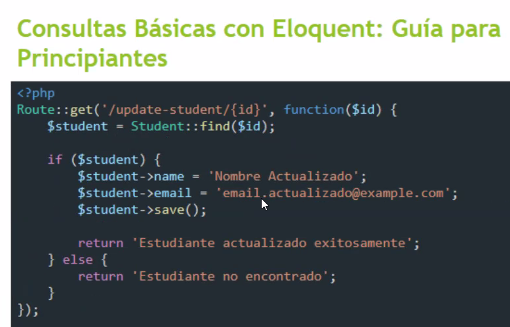 Consultas Básicas con Eloquent: Guía para
Principiantes
<?php
Route::get('/update-student/{id}', function($id) {
    $student = Student::find($id);

    if ($student) {
        $student->name = 'Nombre Actualizado';
        $student->email = 'email.actualizado@example.com';
        $student->save();

        return 'Estudiante actualizado exitosamente';
    } else {
        return 'Estudiante no encontrado';
    }
});